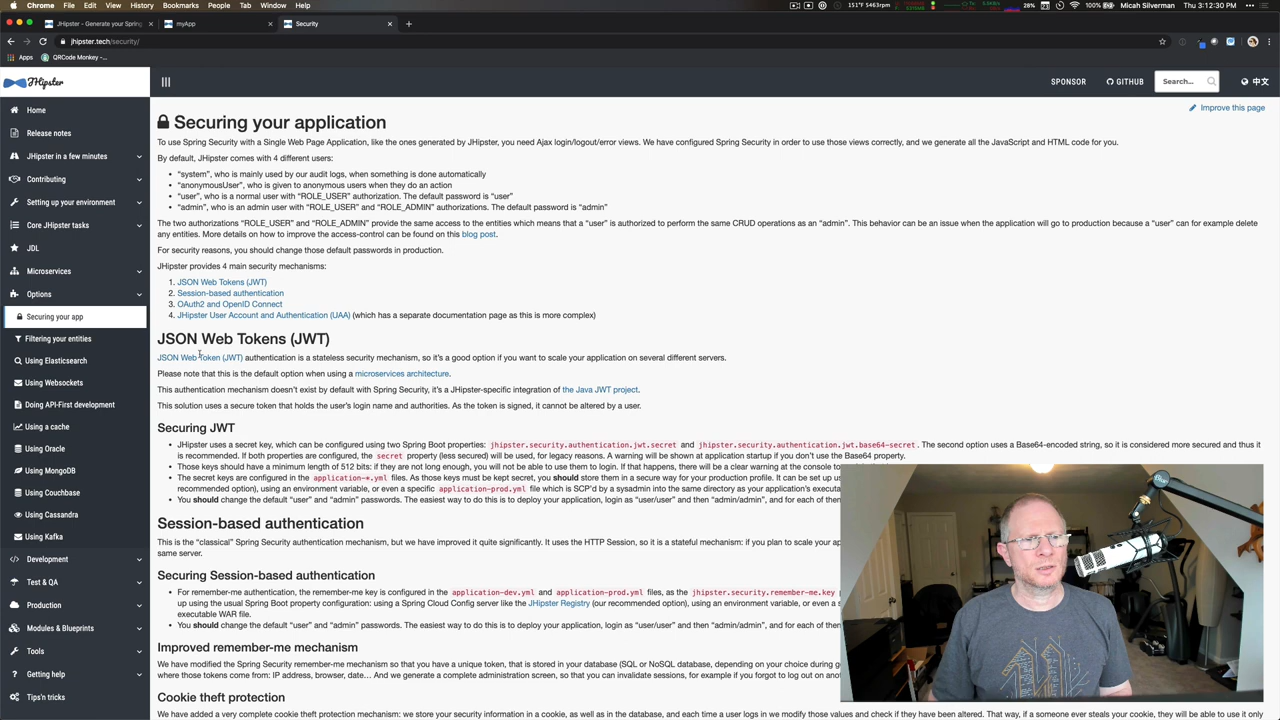 Chrome File Edit View History Bookmarks People Tab Window Help
151°F 5463rpm
28%
100%
Micah Silverman
Thu 3:12:30 PM
JHipster - Generate your Spring
myApp
Security
jhipster.tech/security/
Apps
QRCode Monkey -...
JHipster
SPONSOR
GITHUB
Search...
中文
Home
Release notes
JHipster in a few minutes
Contributing
Setting up your environment
Core JHipster tasks
JDL
Microservices
Options
Securing your app
Filtering your entities
Using Elasticsearch
Using Websockets
Doing API-First development
Using a cache
Using Oracle
Using MongoDB
Using Couchbase
Using Cassandra
Using Kafka
Development
Test & QA
Production
Modules & Blueprints
Tools
Getting help
Tips'n tricks
Improve this page
Securing your application
To use Spring Security with a Single Web Page Application, like the ones generated by JHipster, you need Ajax login/logout/error views. We have configured Spring Security in order to use those views correctly, and we generate all the JavaScript and HTML code for you.
By default, JHipster comes with 4 different users:
• “system”, who is mainly used by our audit logs, when something is done automatically
• “anonymousUser”, who is given to anonymous users when they do an action
• “user”, who is a normal user with “ROLE_USER” authorization. The default password is “user”
• “admin”, who is an admin user with “ROLE_USER” and “ROLE_ADMIN” authorizations. The default password is “admin”
The two authorizations “ROLE_USER” and “ROLE_ADMIN” provide the same access to the entities which means that a “user” is authorized to perform the same CRUD operations as an “admin”. This behavior can be an issue when the application will go to production because a “user” can for example delete
any entities. More details on how to improve the access-control can be found on this blog post.
For security reasons, you should change those default passwords in production.
JHipster provides 4 main security mechanisms:
1. JSON Web Tokens (JWT)
2. Session-based authentication
3. OAuth2 and OpenID Connect
4. JHipster User Account and Authentication (UAA) (which has a separate documentation page as this is more complex)
JSON Web Tokens (JWT)
JSON Web Token (JWT) authentication is a stateless security mechanism, so it's a good option if you want to scale your application on several different servers.
Please note that this is the default option when using a microservices architecture.
This authentication mechanism doesn't exist by default with Spring Security, it's a JHipster-specific integration of the Java JWT project.
This solution uses a secure token that holds the user's login name and authorities. As the token is signed, it cannot be altered by a user.
Securing JWT
• JHipster uses a secret key, which can be configured using two Spring Boot properties: jhipster.security.authentication.jwt.secret and jhipster.security.authentication.jwt.base64-secret. The second option uses a Base64-encoded string, so it is considered more secured and thus it
is recommended. If both properties are configured, the secret property (less secured) will be used, for legacy reasons. A warning will be shown at application startup if you don't use the Base64 property.
• Those keys should have a minimum length of 512 bits: if they are not long enough, you will not be able to use them to login. If that happens, there will be a clear warning at the console to
• The secret keys are configured in the application-*.yml files. As those keys must be kept secret, you should store them in a secure way for your production profile. It can be set up us
recommended option), using an environment variable, or even a specific application-prod.yml file which is SCP'd by a sysadmin into the same directory as your application's executa
• You should change the default “user” and “admin” passwords. The easiest way to do this is to deploy your application, login as “user/user” and then “admin/admin”, and for each of then
Session-based authentication
This is the “classical” Spring Security authentication mechanism, but we have improved it quite significantly. It uses the HTTP Session, so it is a stateful mechanism: if you plan to scale your ap
same server.
Securing Session-based authentication
• For remember-me authentication, the remember-me key is configured in the application-dev.yml and application-prod.yml files, as the jhipster.security.remember-me.key p
up using the usual Spring Boot property configuration: using a Spring Cloud Config server like the JHipster Registry (our recommended option), using an environment variable, or even a s
executable WAR file.
• You should change the default “user” and “admin” passwords. The easiest way to do this is to deploy your application, login as “user/user” and then “admin/admin”, and for each of then
Improved remember-me mechanism
We have modified the Spring Security remember-me mechanism so that you have a unique token, that is stored in your database (SQL or NoSQL database, depending on your choice during g
where those tokens come from: IP address, browser, date... And we generate a complete administration screen, so that you can invalidate sessions, for example if you forgot to log out on anot
Cookie theft protection
We have added a very complete cookie theft protection mechanism: we store your security information in a cookie, as well as in the database, and each time a user logs in we modify those values and check if they have been altered. That way, if a someone ever steals your cookie, they will be able to use it only